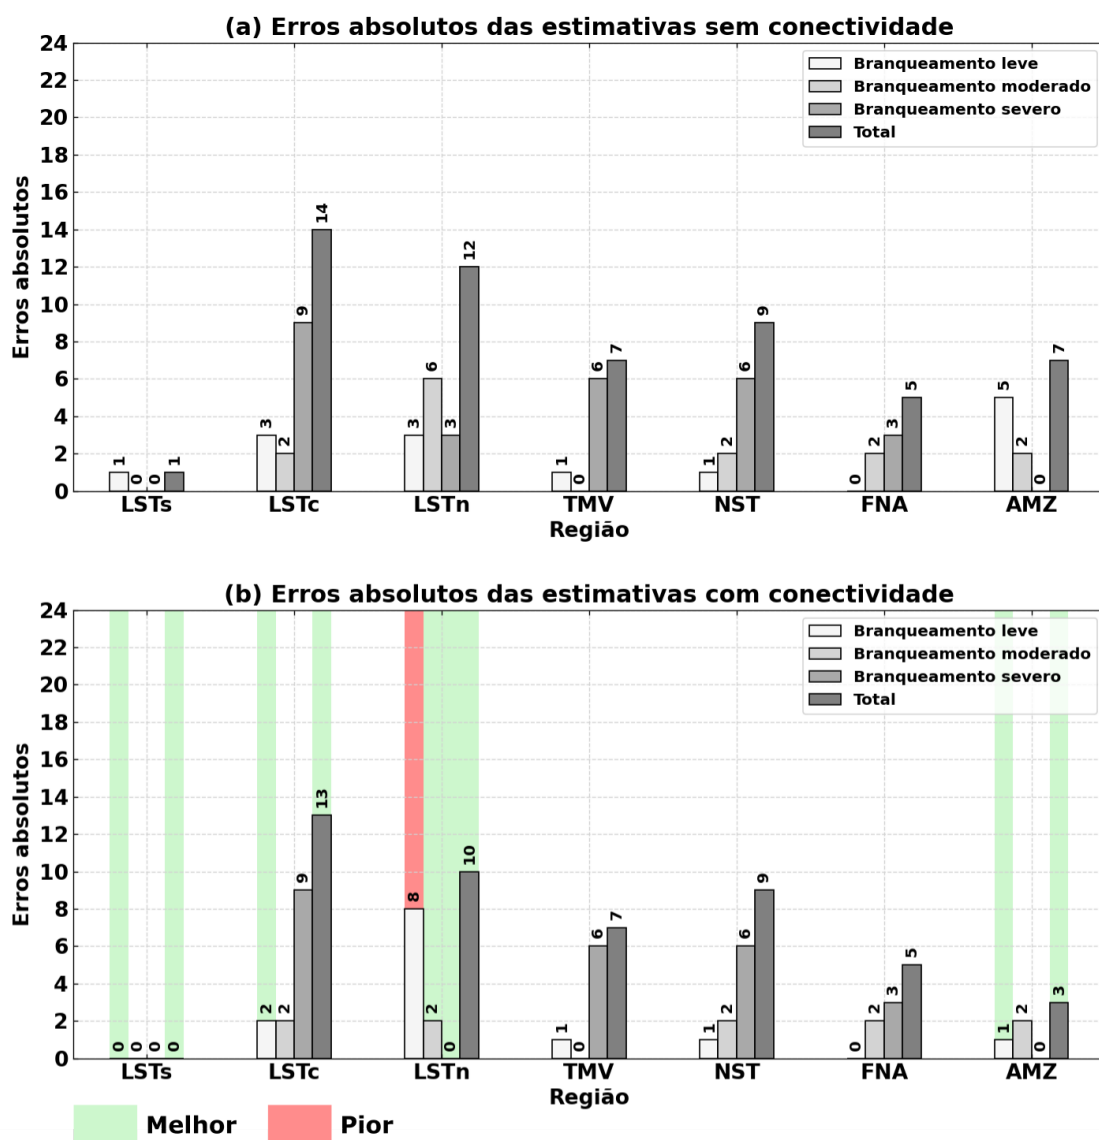 (a) Erros absolutos das estimativas sem conectividade
24
22
20
18
16
14
12
10
8
6
4
2
0
Erros absolutos
Branqueamento leve
Branqueamento moderado
Branqueamento severo
Total
1 0 0 1
3 2 9 14
3 6 3 12
1 0 6 7
1 2 6 9
0 2 3 5
5 2 0 7
LSTs LSTc LSTn TMV NST FNA AMZ
Região
(b) Erros absolutos das estimativas com conectividade
24
22
20
18
16
14
12
10
8
6
4
2
0
Erros absolutos
Branqueamento leve
Branqueamento moderado
Branqueamento severo
Total
0 0 0 0
2 2 9 13
8 2 0 10
1 0 6 7
1 2 6 9
0 2 3 5
1 2 0 3
LSTs LSTc LSTn TMV NST FNA AMZ
Região
Melhor Pior